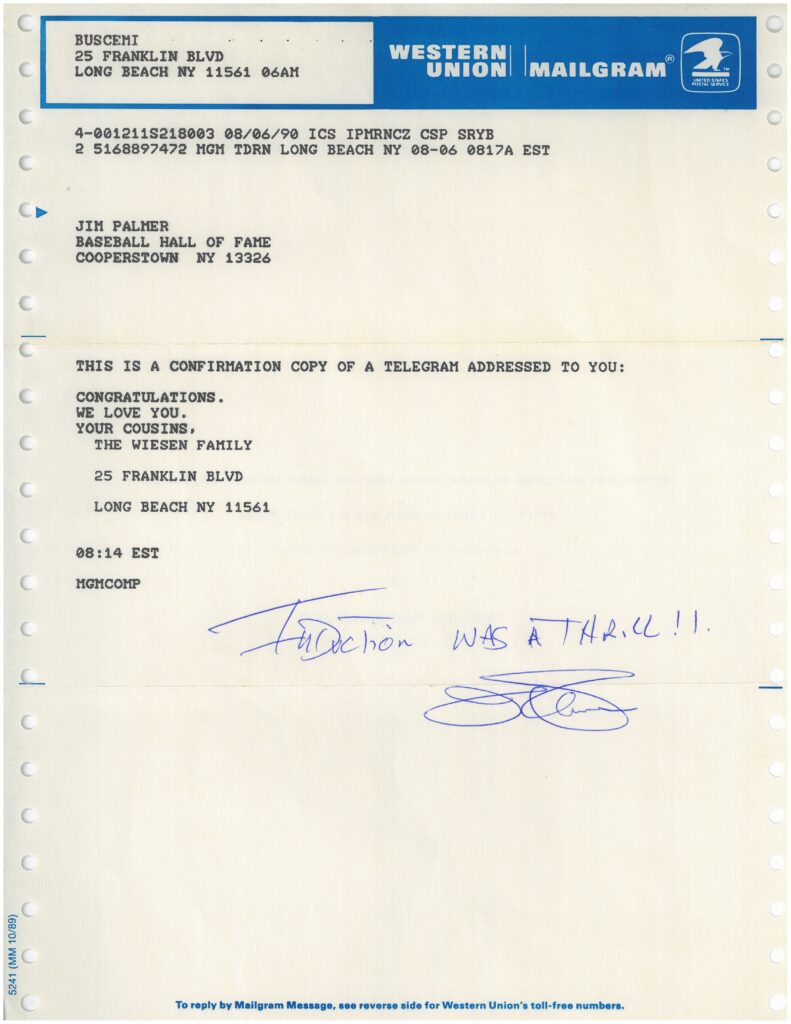 BUSCEMI
25 FRANKLIN BLVD
LONG BEACH NY 11561 06AM
WESTERN UNION MAILGRAM®
UNITED STATES
POSTAL SERVICE
4-001211S218003 08/06/90 ICS IPMRNCZ CSP SRYB
2 5168897472 MGM TDRN LONG BEACH NY 08-06 0817A EST
JIM PALMER
BASEBALL HALL OF FAME
COOPERSTOWN NY 13326
THIS IS A CONFIRMATION COPY OF A TELEGRAM ADDRESSED TO YOU:
CONGRATULATIONS.
WE LOVE YOU.
YOUR COUSINS,
THE WIESEN FAMILY
25 FRANKLIN BLVD
LONG BEACH NY 11561
08:14 EST
MGMCOMP
INDuction WAS A THRILL!!.
5241 (MM 10/89)
To reply by Mailgram Message, see reverse side for Western Union's toll-free numbers.